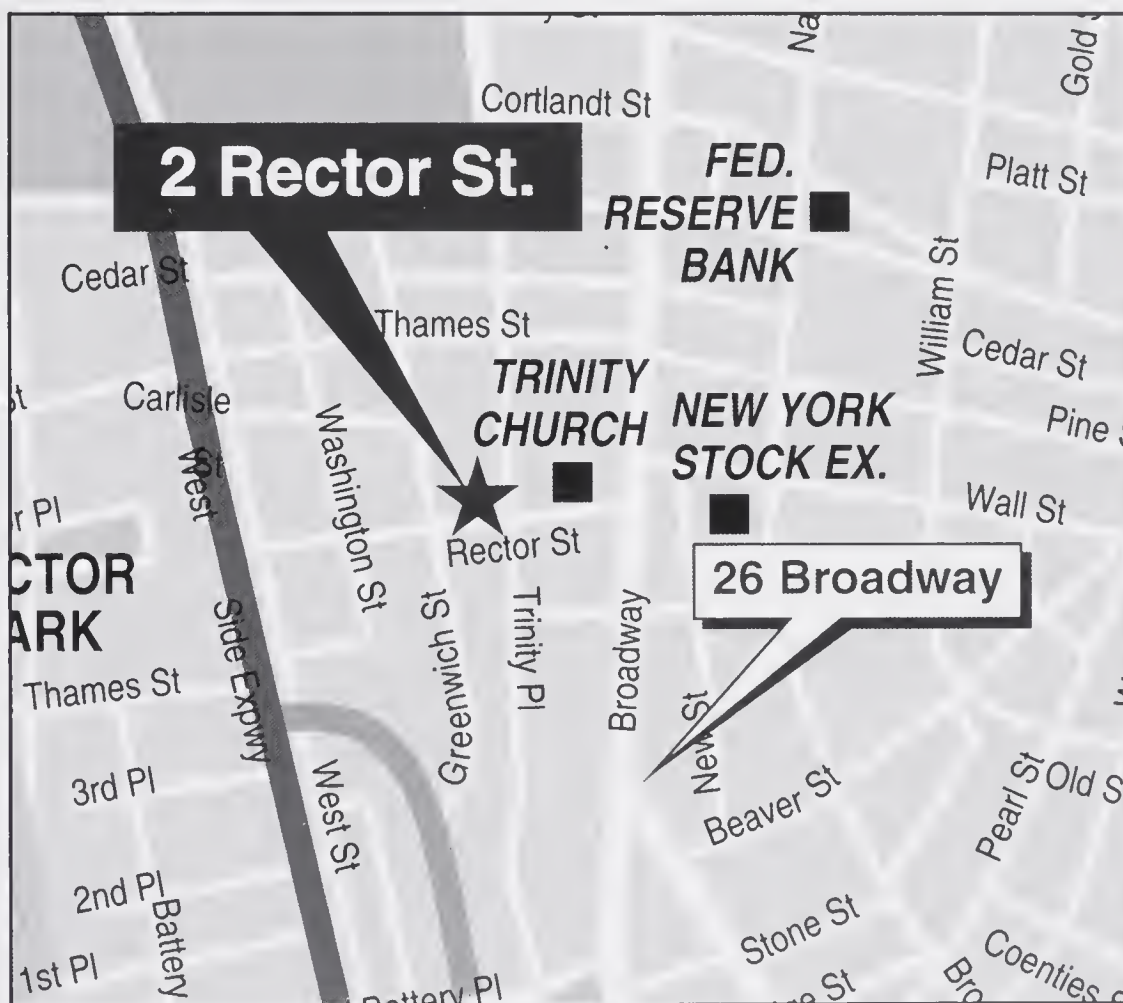 Cortlandt St
Gold
2 Rector St.
FED.
RESERVE
BANK
Platt St
Cedar St
William St
Thames St
Cedar St
TRINITY
CHURCH
NEW YORK
STOCK EX.
Carlisle
St
Pine
West
Washington St
Wall St
Pl
Rector St
26 Broadway
Side Expwy
Greenwich St
Trinity Pl
Broadway
New St
Thames St
3rd Pl
West St
Beaver St
Pearl St
Old
2nd Pl
Battery
Stone St
Coenties
1st Pl
Battery Pl